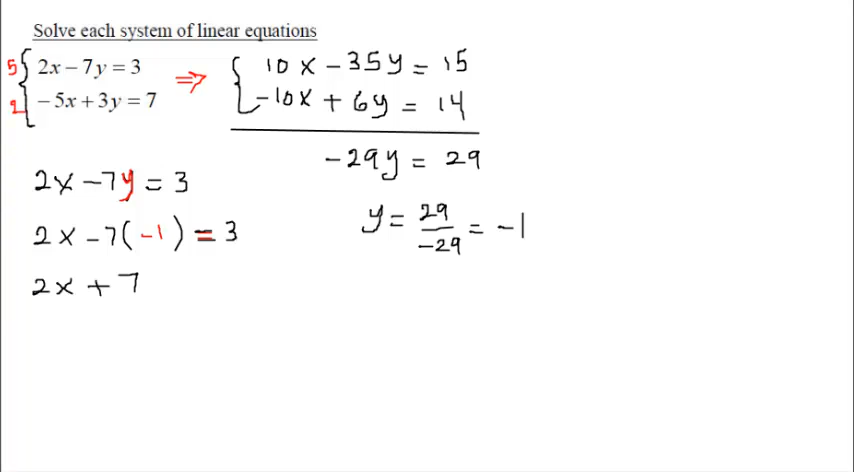 Solve each system of linear equations
5 2x − 7y = 3 ⇒ 10x − 35y = 15
2 −5x + 3y = 7 −10x + 6y = 14
−29y = 29
2x − 7y = 3
y = 29/−29 = −1
2x − 7(−1) = 3
2x + 7